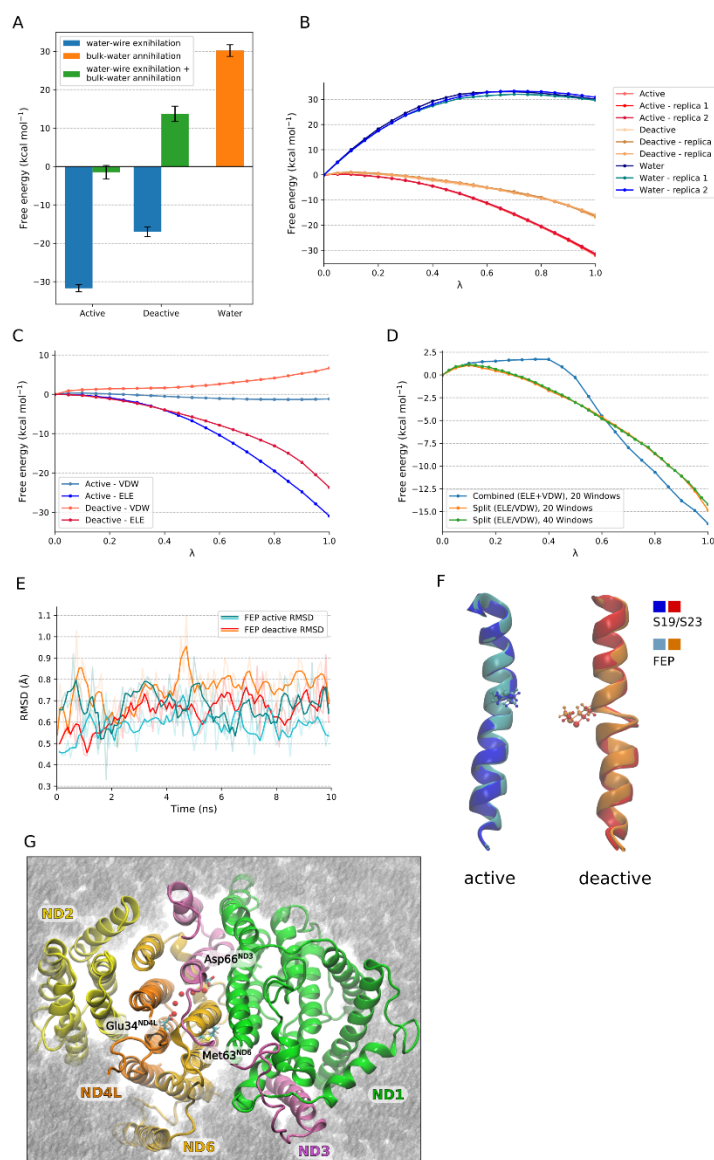 A
water-wire exnihilation
bulk-water annihilation
water-wire exnihilation +
bulk-water annihilation
Free energy (kcal mol⁻¹)
30
20
10
0
−10
−20
−30
Active
Deactive
Water
B
Free energy (kcal mol⁻¹)
30
20
10
0
−10
−20
−30
0.0
0.2
0.4
0.6
0.8
1.0
λ
Active
Active - replica 1
Active - replica 2
Deactive
Deactive - replica
Deactive - replica
Water
Water - replica 1
Water - replica 2
C
Free energy (kcal mol⁻¹)
10
0
−10
−20
−30
Active - VDW
Active - ELE
Deactive - VDW
Deactive - ELE
0.0
0.2
0.4
0.6
0.8
1.0
λ
D
Free energy (kcal mol⁻¹)
2.5
0.0
−2.5
−5.0
−7.5
−10.0
−12.5
−15.0
Combined (ELE+VDW), 20 Windows
Split (ELE/VDW), 20 Windows
Split (ELE/VDW), 40 Windows
0.0
0.2
0.4
0.6
0.8
1.0
λ
E
RMSD (Å)
1.1
1.0
0.9
0.8
0.7
0.6
0.5
0.4
0.3
FEP active RMSD
FEP deactive RMSD
0
2
4
6
8
10
Time (ns)
F
S19/S23
FEP
active
deactive
G
ND2
Asp66ᴺᴰ³
Glu34ᴺᴰ⁴ᴸ
Met63ᴺᴰ⁶
ND4L
ND1
ND6
ND3